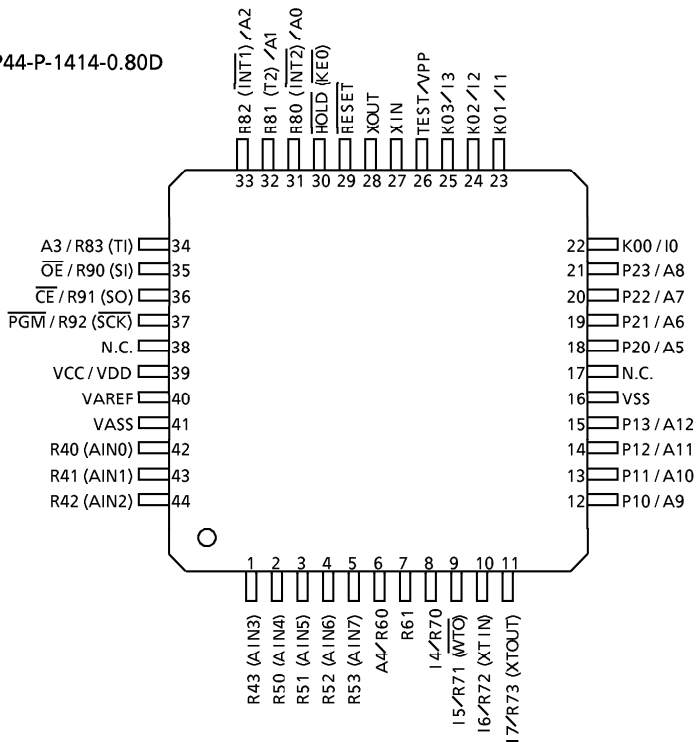 P44-P-1414-0.80D
R82 (INT1) / A2
R81 (T2) / A1
R80 (INT2) / A0
HOLD (KE0)
RESET
XOUT
XIN
TEST/VPP
K03/I3
K02/I2
K01/I1
33 32 31 30 29 28 27 26 25 24 23
A3 / R83 (TI) 34
OE / R90 (SI) 35
CE / R91 (SO) 36
PGM / R92 (SCK) 37
N.C. 38
VCC / VDD 39
VAREF 40
VASS 41
R40 (AIN0) 42
R41 (AIN1) 43
R42 (AIN2) 44
22 K00 / I0
21 P23 / A8
20 P22 / A7
19 P21 / A6
18 P20 / A5
17 N.C.
16 VSS
15 P13 / A12
14 P12 / A11
13 P11 / A10
12 P10 / A9
1 2 3 4 5 6 7 8 9 10 11
R43 (AIN3)
R50 (AIN4)
R51 (AIN5)
R52 (AIN6)
R53 (AIN7)
A4/R60
R61
I4/R70
I5/R71 (WTO)
I6/R72 (XTIN)
I7/R73 (XTOUT)